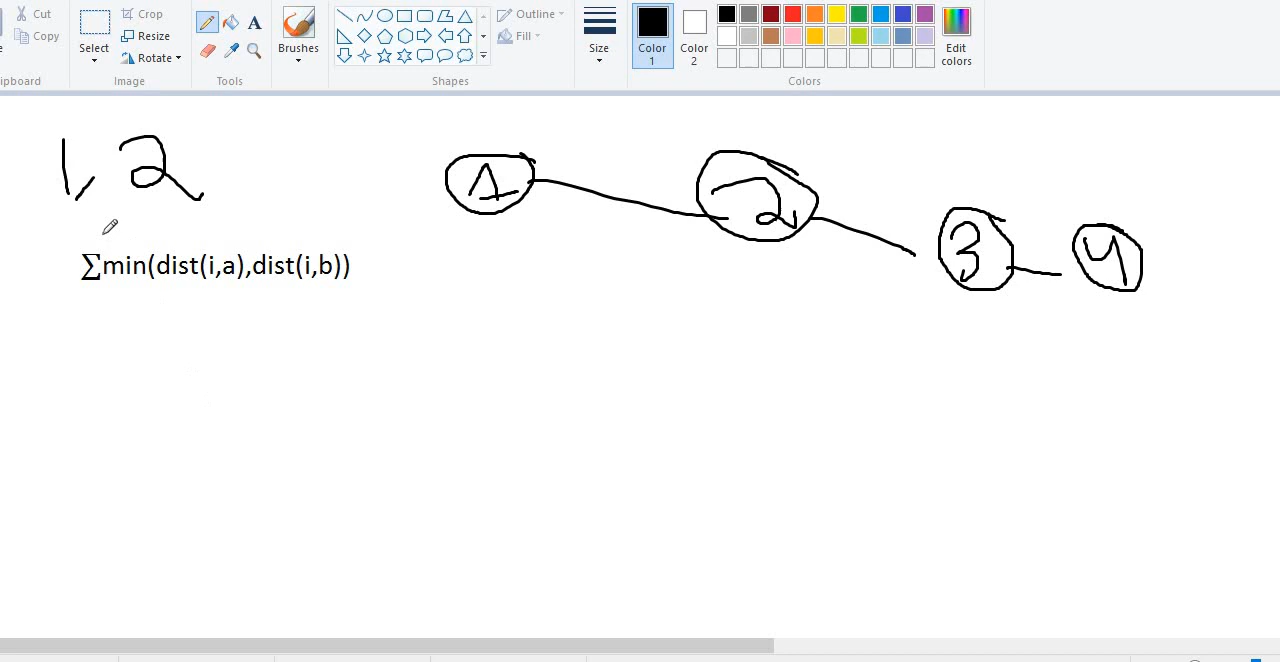 Cut
Copy
ipboard
Select
Crop
Resize
Rotate
Image
A
Tools
Brushes
Outline
Fill
Shapes
Size
Color 1
Color 2
Edit colors
Colors
1, 2
1
2
3
4
∑min(dist(i,a),dist(i,b))